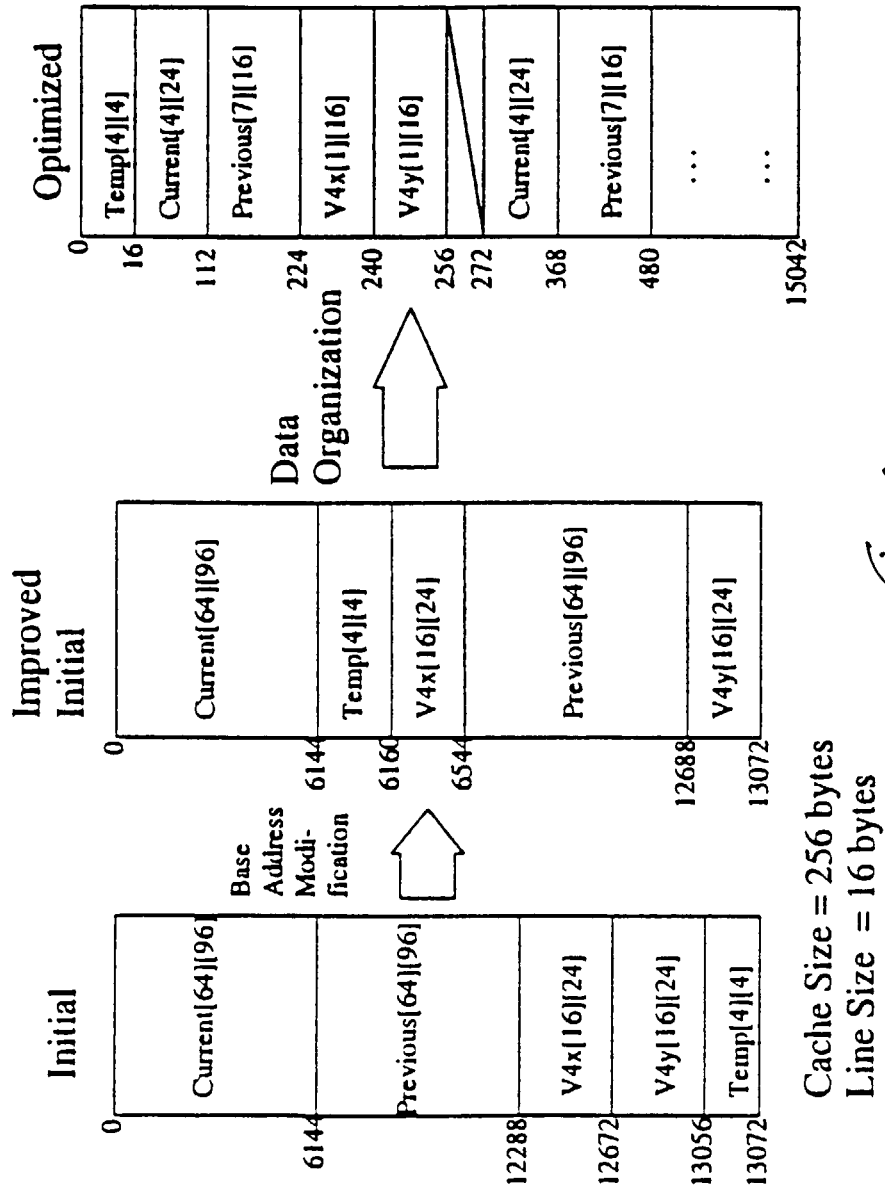 Initial
0
Current[64][96]
6144
Previous[64][96]
12288
V4x[16][24]
12672
V4y[16][24]
13056
Temp[4][4]
13072
Base
Address
Modi-
fication
Improved
Initial
0
Current[64][96]
6144
Temp[4][4]
6160
V4x[16][24]
6544
Previous[64][96]
12688
V4y[16][24]
13072
Data
Organization
Optimized
0
Temp[4][4]
16
Current[4][24]
112
Previous[7][16]
224
V4x[1][16]
240
V4y[1][16]
256
272
Current[4][24]
368
Previous[7][16]
480
...
...
15042
Cache Size = 256 bytes
Line Size = 16 bytes